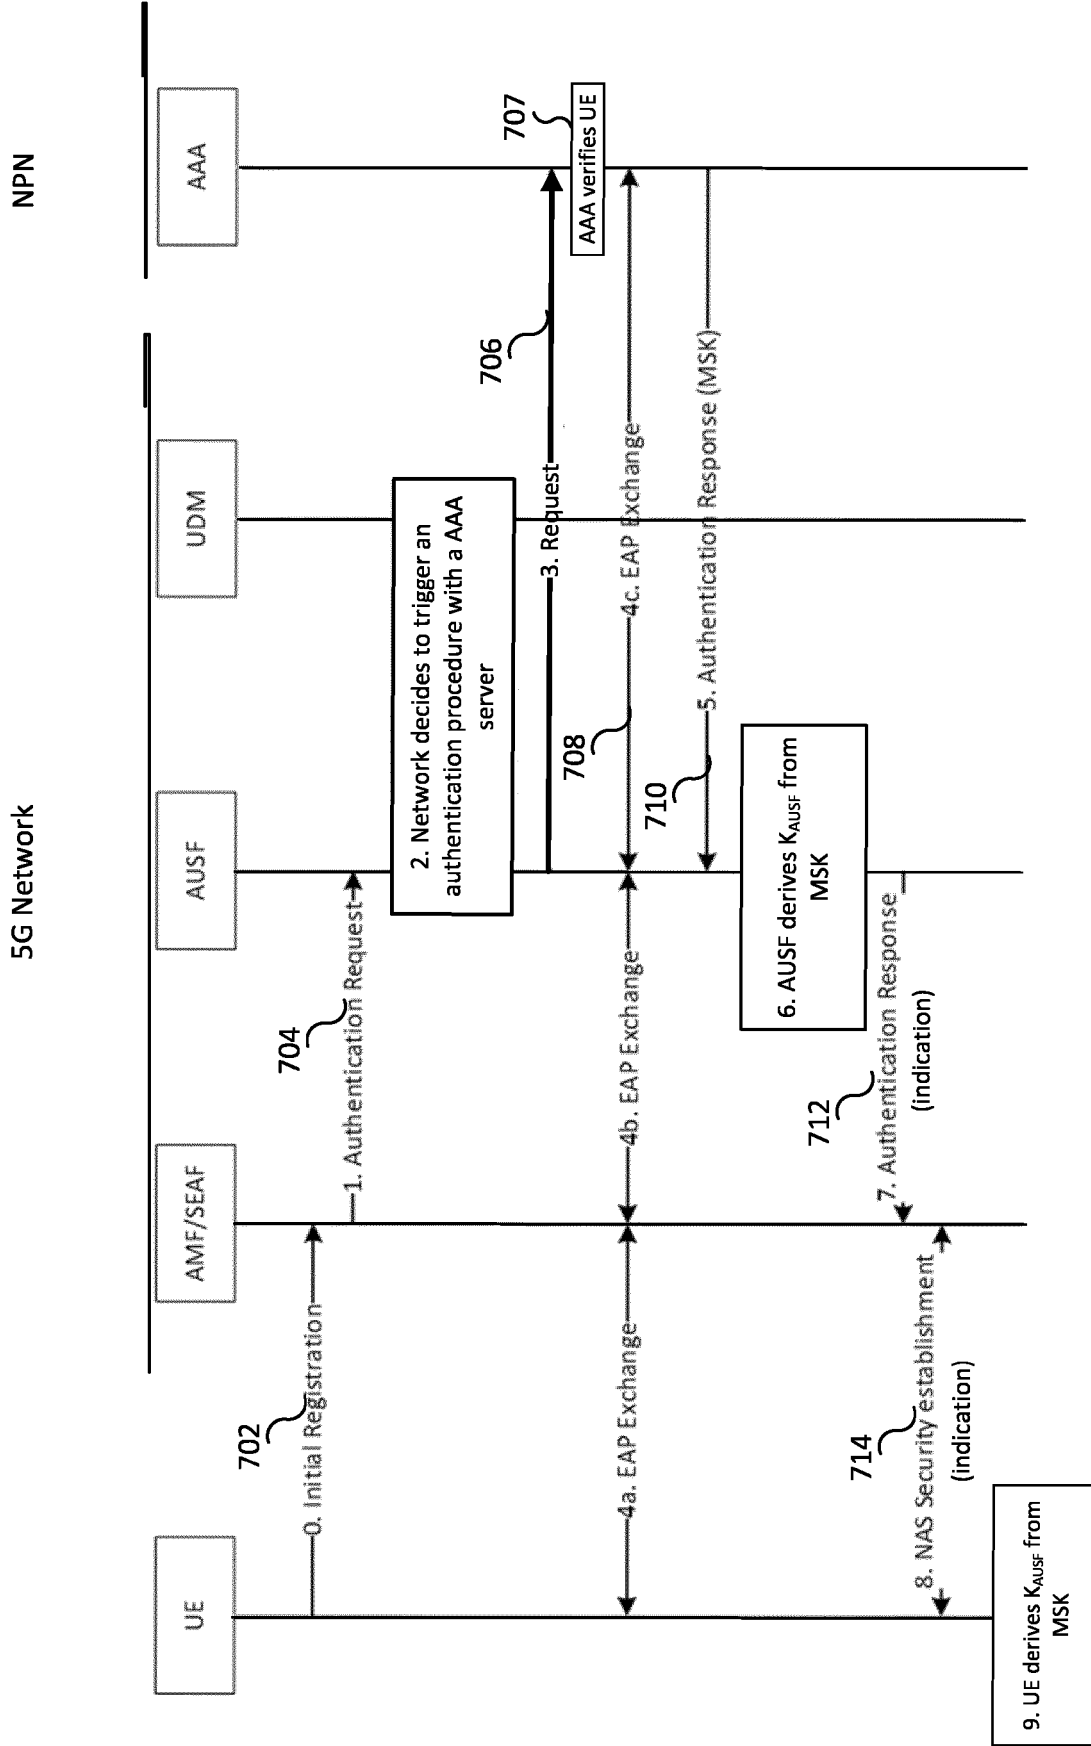 5G Network
NPN
UE
AMF/SEAF
AUSF
UDM
AAA
702
0. Initial Registration
704
1. Authentication Request
2. Network decides to trigger an
authentication procedure with a AAA
server
706
3. Request
707
AAA verifies UE
708
4a. EAP Exchange
4b. EAP Exchange
4c. EAP Exchange
710
5. Authentication Response (MSK)
6. AUSF derives KAUSF from
MSK
712
7. Authentication Response
(indication)
714
8. NAS Security establishment
(indication)
9. UE derives KAUSF from
MSK